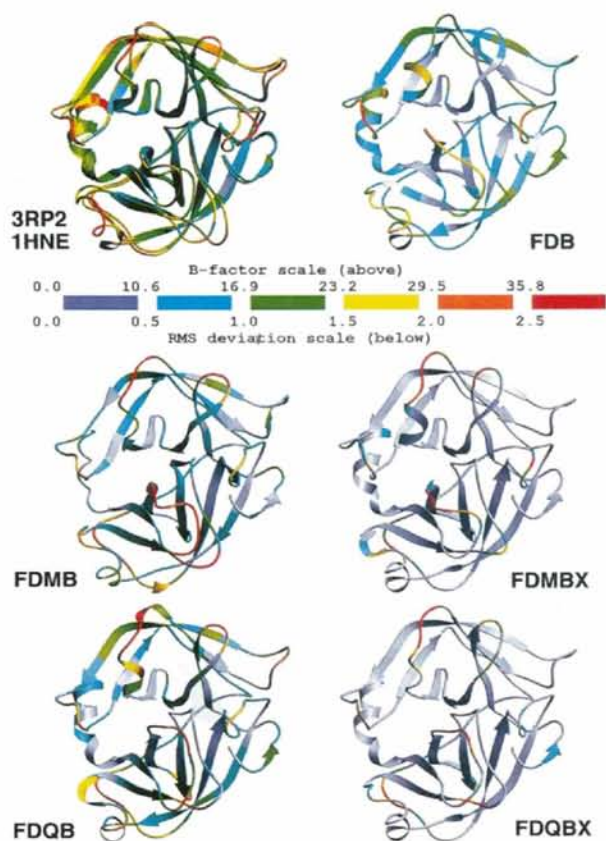 3RP2
1HNE
FDB
B-factor scale (above)
0.0 10.6 16.9 23.2 29.5 35.8
0.0 0.5 1.0 1.5 2.0 2.5
RMS deviation scale (below)
FDMB
FDMBX
FDQB
FDQBX